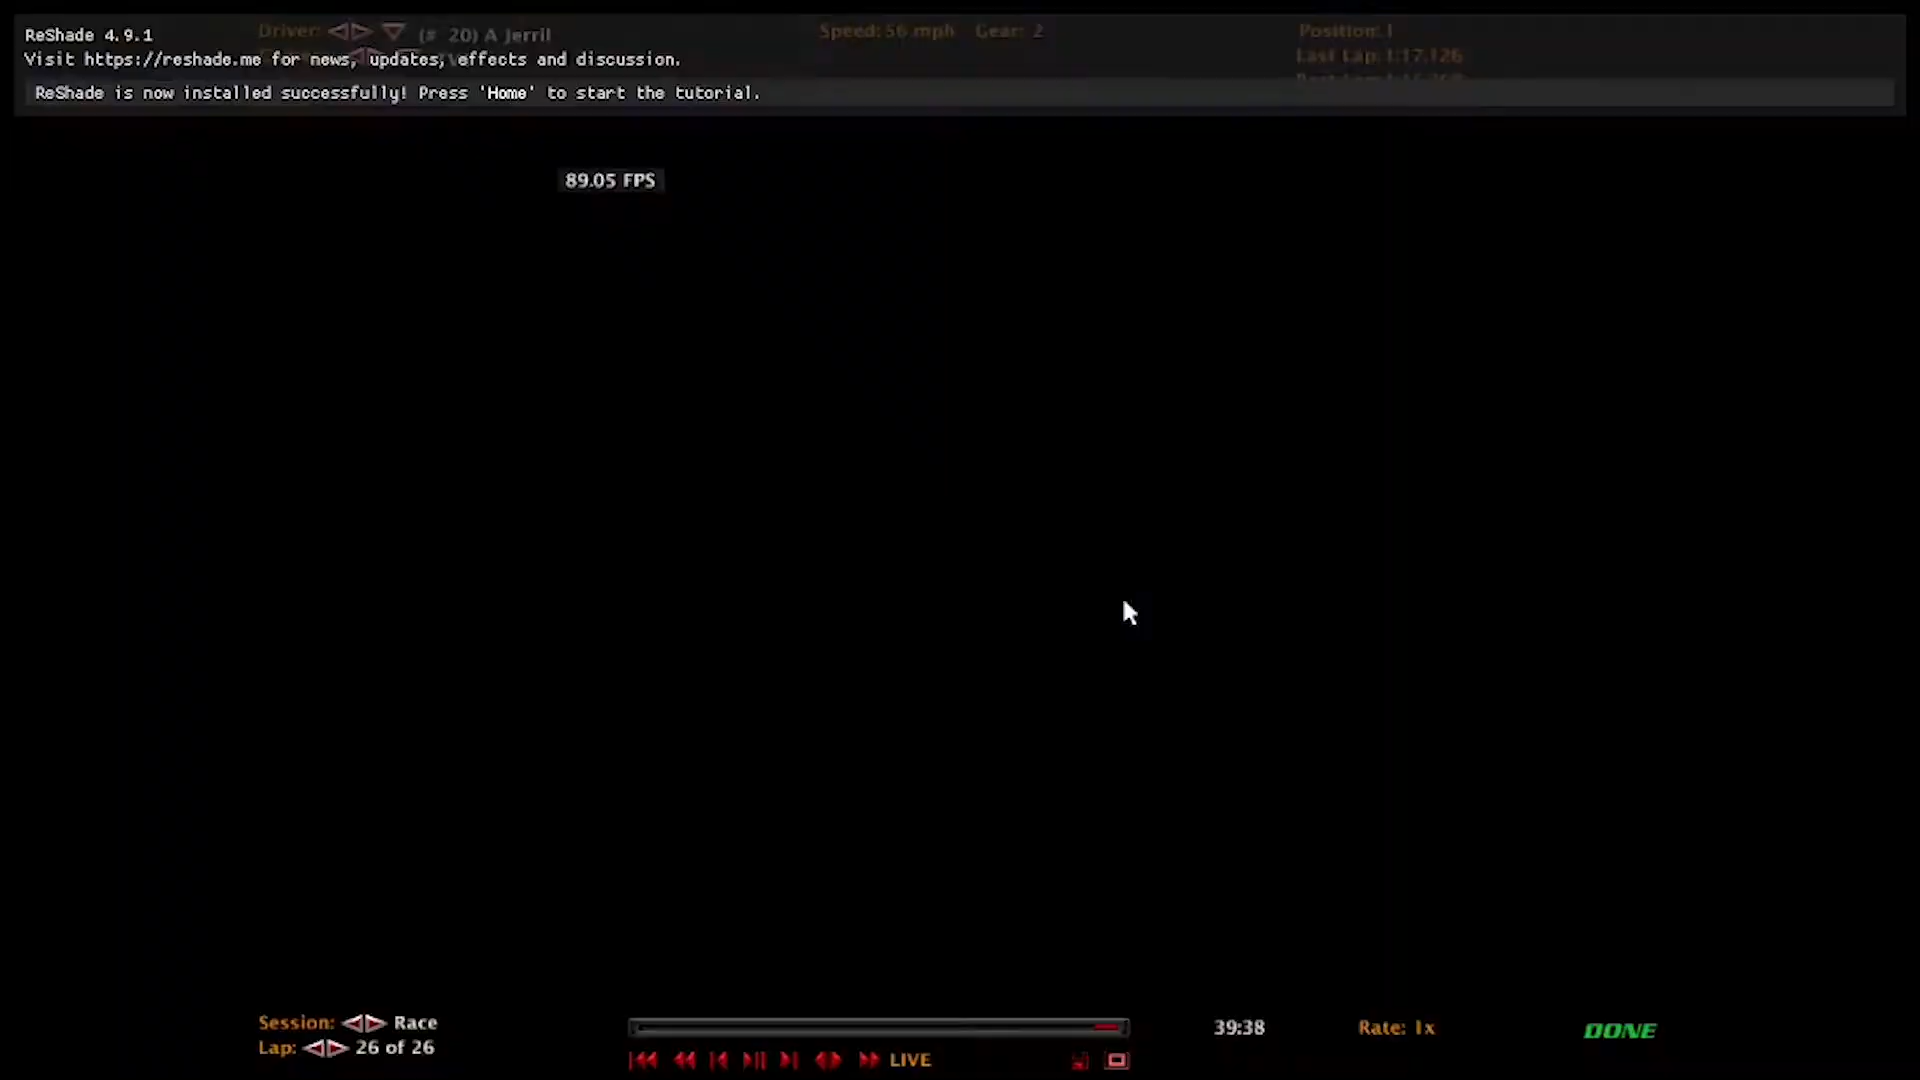 ReShade 4.9.1
Driver: (# 20) A Jerril
Speed: 56 mph Gear: 2
Position: 1
Visit https://reshade.me for news, updates, effects and discussion.
Last Lap: 1:17.126
ReShade is now installed successfully! Press 'Home' to start the tutorial.
89.05 FPS
Session: Race
39:38
Rate: 1x
DONE
Lap: 26 of 26
LIVE